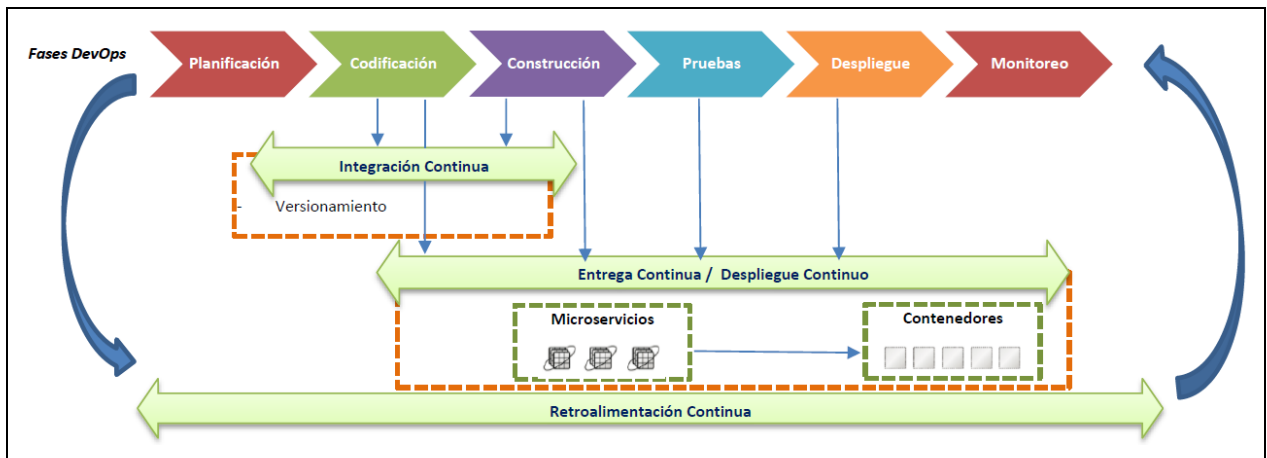 Fases DevOps
Planificación
Codificación
Construcción
Pruebas
Despliegue
Monitoreo
Integración Continua
- Versionamiento
Entrega Continua / Despliegue Continuo
Microservicios
Contenedores
Retroalimentación Continua